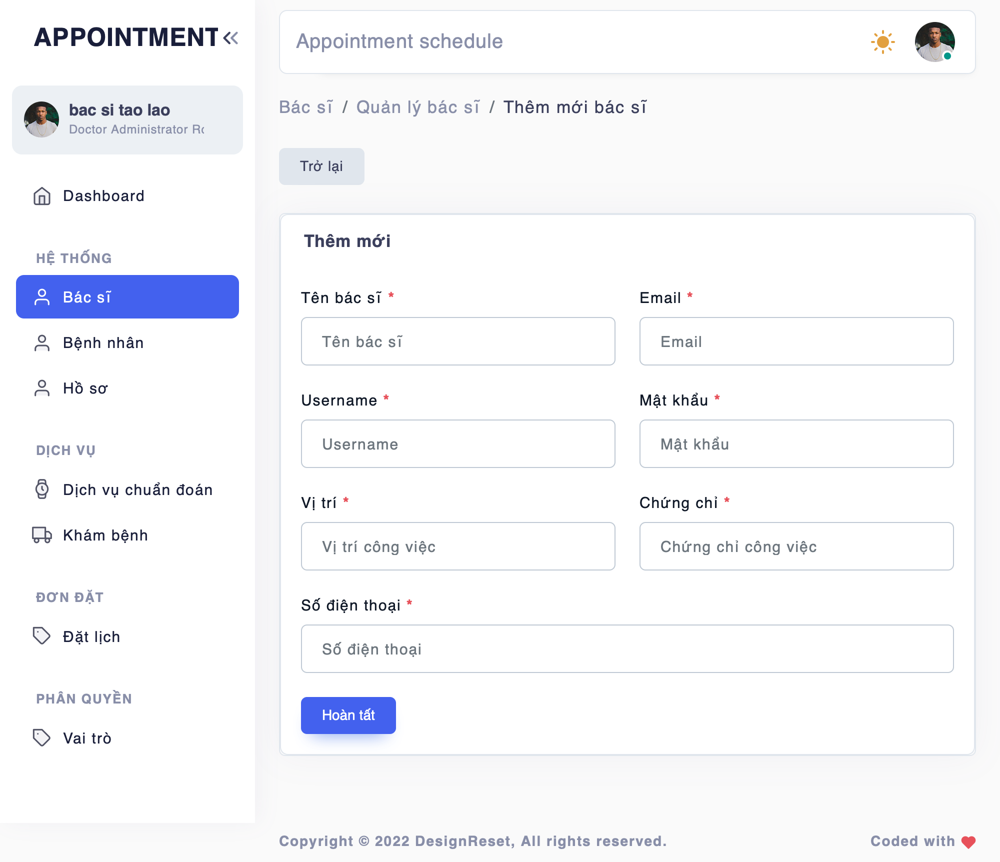 APPOINTMENT
bac si tao lao
Doctor Administrator
Dashboard
HỆ THỐNG
Bác sĩ
Bệnh nhân
Hồ sơ
DỊCH VỤ
Dịch vụ chuẩn đoán
Khám bệnh
ĐƠN ĐẶT
Đặt lịch
PHÂN QUYỀN
Vai trò
Appointment schedule
Bác sĩ / Quản lý bác sĩ / Thêm mới bác sĩ
Trở lại
Thêm mới
Tên bác sĩ *
Tên bác sĩ
Email *
Email
Username *
Username
Mật khẩu *
Mật khẩu
Vị trí *
Vị trí công việc
Chứng chỉ *
Chứng chỉ công việc
Số điện thoại *
Số điện thoại
Hoàn tất
Copyright © 2022 DesignReset, All rights reserved.
Coded with